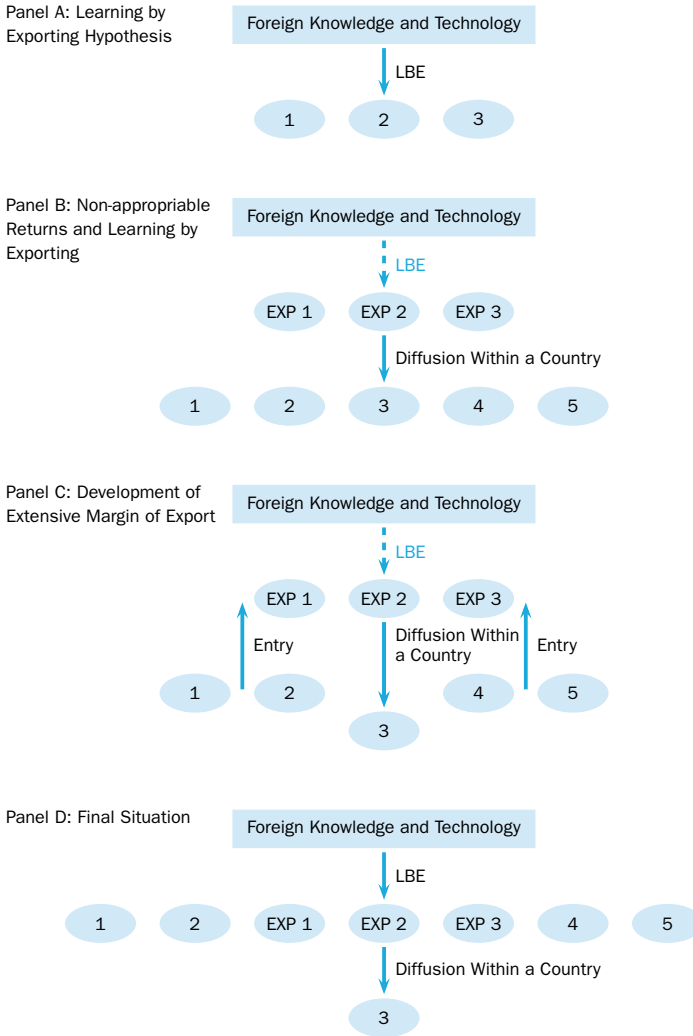 Panel A: Learning by
Exporting Hypothesis
Foreign Knowledge and Technology
LBE
1 2 3
Panel B: Non-appropriable
Returns and Learning by
Exporting
Foreign Knowledge and Technology
LBE
EXP 1 EXP 2 EXP 3
Diffusion Within a Country
1 2 3 4 5
Panel C: Development of
Extensive Margin of Export
Foreign Knowledge and Technology
LBE
EXP 1 EXP 2 EXP 3
Entry
Diffusion Within
a Country
Entry
1 2 4 5
3
Panel D: Final Situation
Foreign Knowledge and Technology
LBE
1 2 EXP 1 EXP 2 EXP 3 4 5
Diffusion Within a Country
3